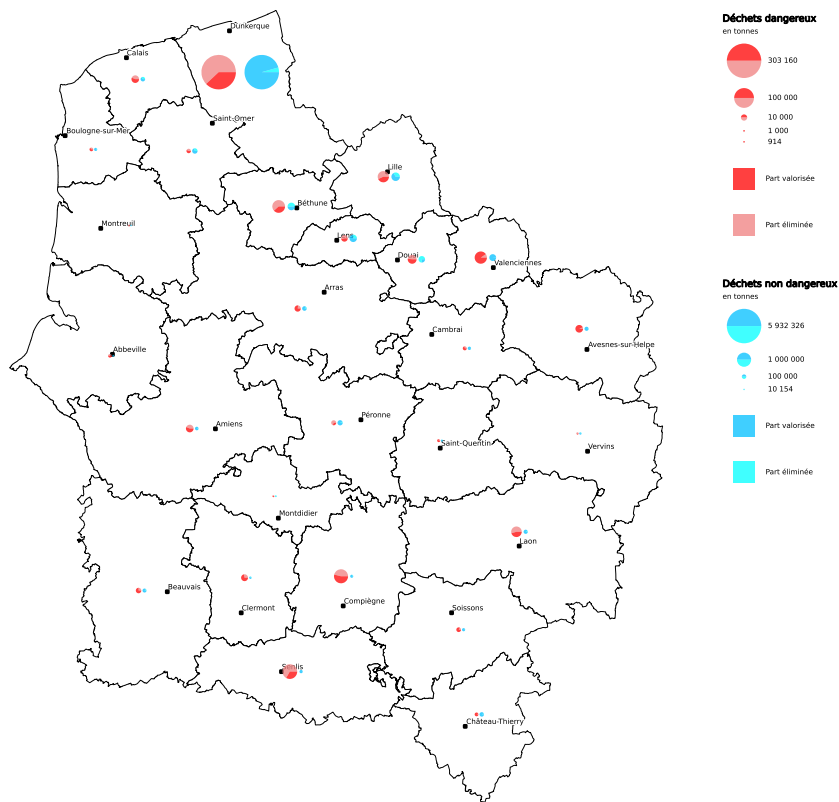 Dunkerque
Calais
Saint-Omer
Boulogne-sur-Mer
Lille
Béthune
Montreuil
Lens
Douai
Valenciennes
Arras
Cambrai
Avesnes-sur-Helpe
Abbeville
Amiens
Péronne
Saint-Quentin
Vervins
Montdidier
Laon
Beauvais
Clermont
Compiègne
Soissons
Senlis
Château-Thierry
Déchets dangereux
en tonnes
303 160
100 000
10 000
1 000
914
Part valorisée
Part éliminée
Déchets non dangereux
en tonnes
5 932 326
1 000 000
100 000
10 154
Part valorisée
Part éliminée